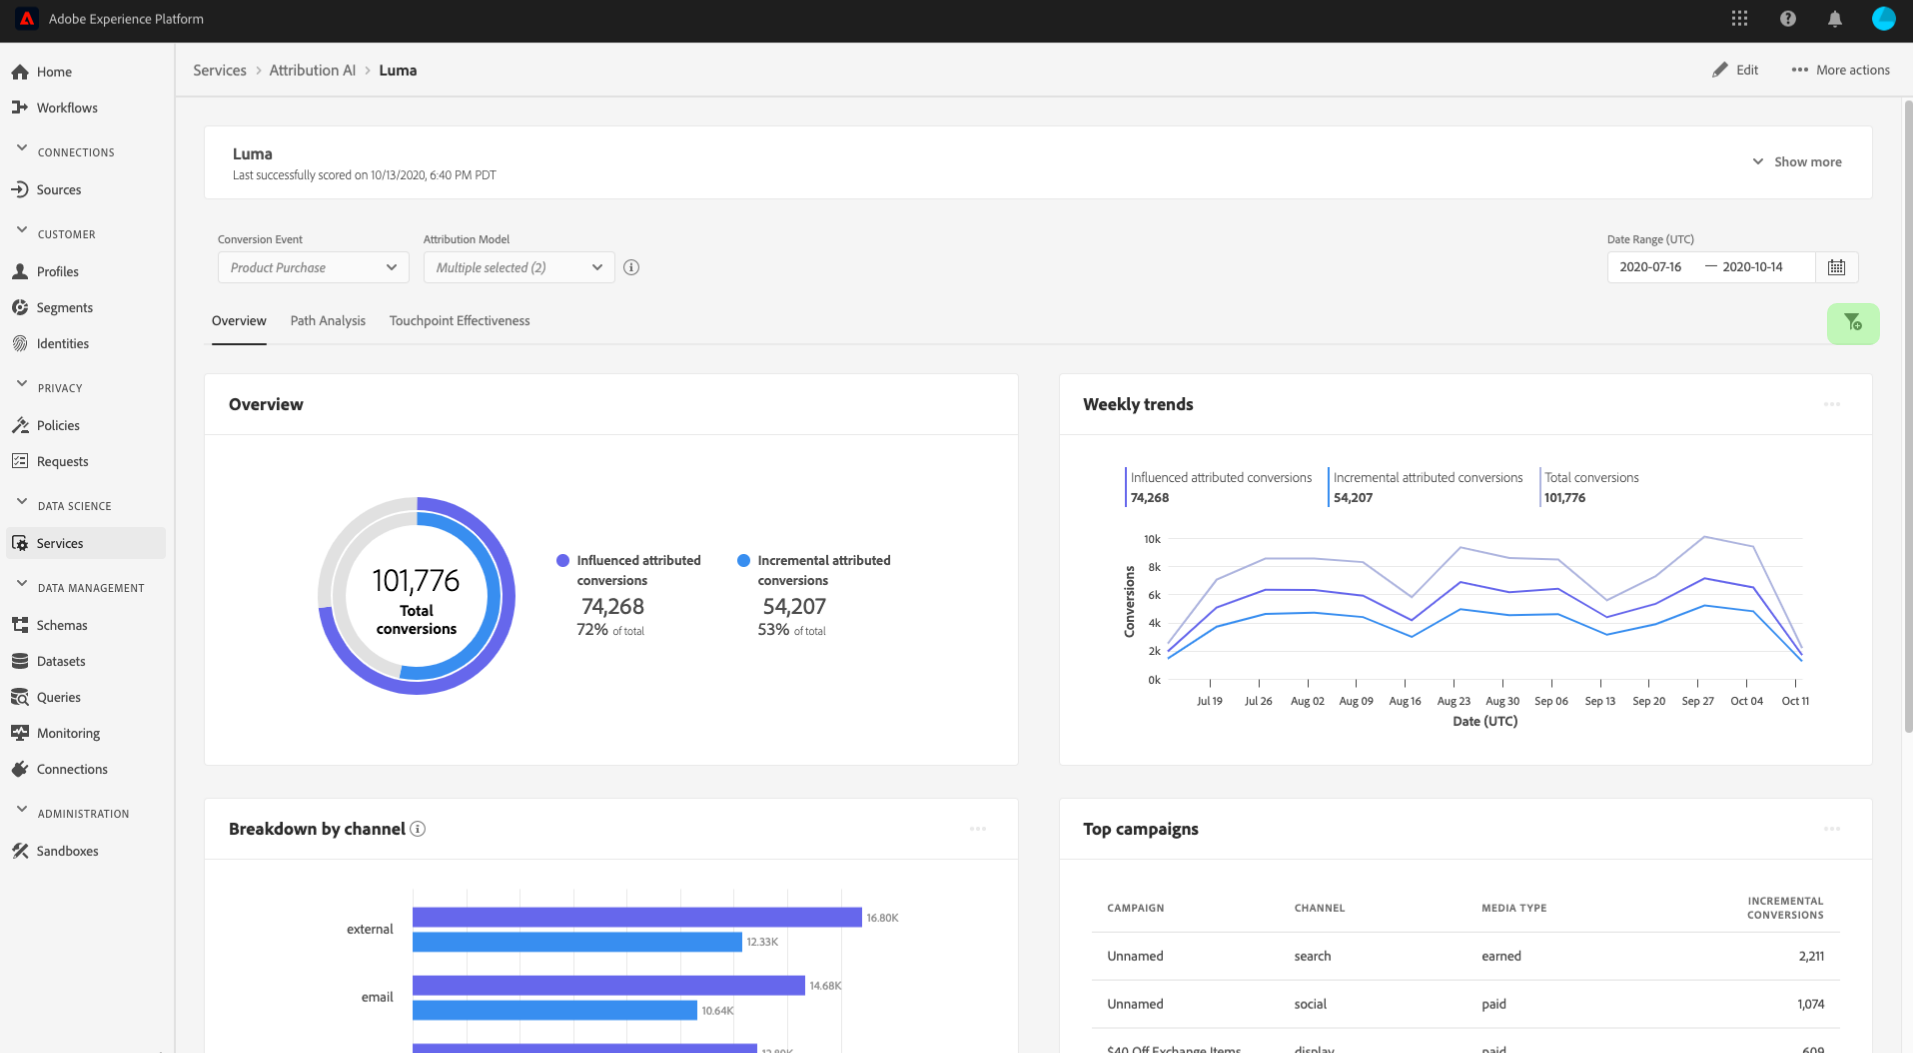 Adobe Experience Platform
Home
Workflows
CONNECTIONS
Sources
CUSTOMER
Profiles
Segments
Identities
PRIVACY
Policies
Requests
DATA SCIENCE
Services
DATA MANAGEMENT
Schemas
Datasets
Queries
Monitoring
Connections
ADMINISTRATION
Sandboxes
Services > Attribution AI > Luma
Edit
More actions
Luma
Last successfully scored on 10/13/2020, 6:40 PM PDT
Show more
Conversion Event
Product Purchase
Attribution Model
Multiple selected (2)
Date Range (UTC)
2020-07-16 — 2020-10-14
Overview Path Analysis Touchpoint Effectiveness
Overview
101,776
Total
conversions
Influenced attributed
conversions
74,268
72% of total
Incremental attributed
conversions
54,207
53% of total
Weekly trends
Influenced attributed conversions
74,268
Incremental attributed conversions
54,207
Total conversions
101,776
Conversions
10k
8k
6k
4k
2k
0k
Jul 19 Jul 26 Aug 02 Aug 09 Aug 16 Aug 23 Aug 30 Sep 06 Sep 13 Sep 20 Sep 27 Oct 04 Oct 11
Date (UTC)
Breakdown by channel
external
16.80K
12.33K
email
14.68K
10.64K
Top campaigns
CAMPAIGN CHANNEL MEDIA TYPE INCREMENTAL
CONVERSIONS
Unnamed search earned 2,211
Unnamed social paid 1,074
$40 Off Exchange Items display paid 609